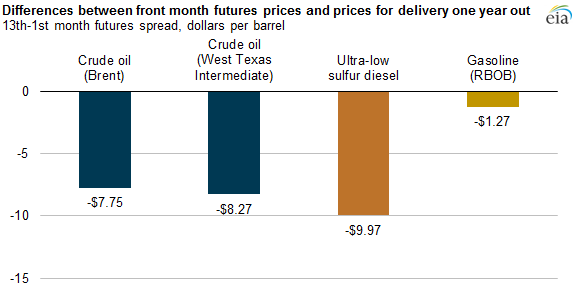 Differences between front month futures prices and prices for delivery one year out
13th-1st month futures spread, dollars per barrel
eia
Crude oil
(Brent)
Crude oil
(West Texas
Intermediate)
Ultra-low
sulfur diesel
Gasoline
(RBOB)
0
-5
-10
-15
-$7.75
-$8.27
-$9.97
-$1.27